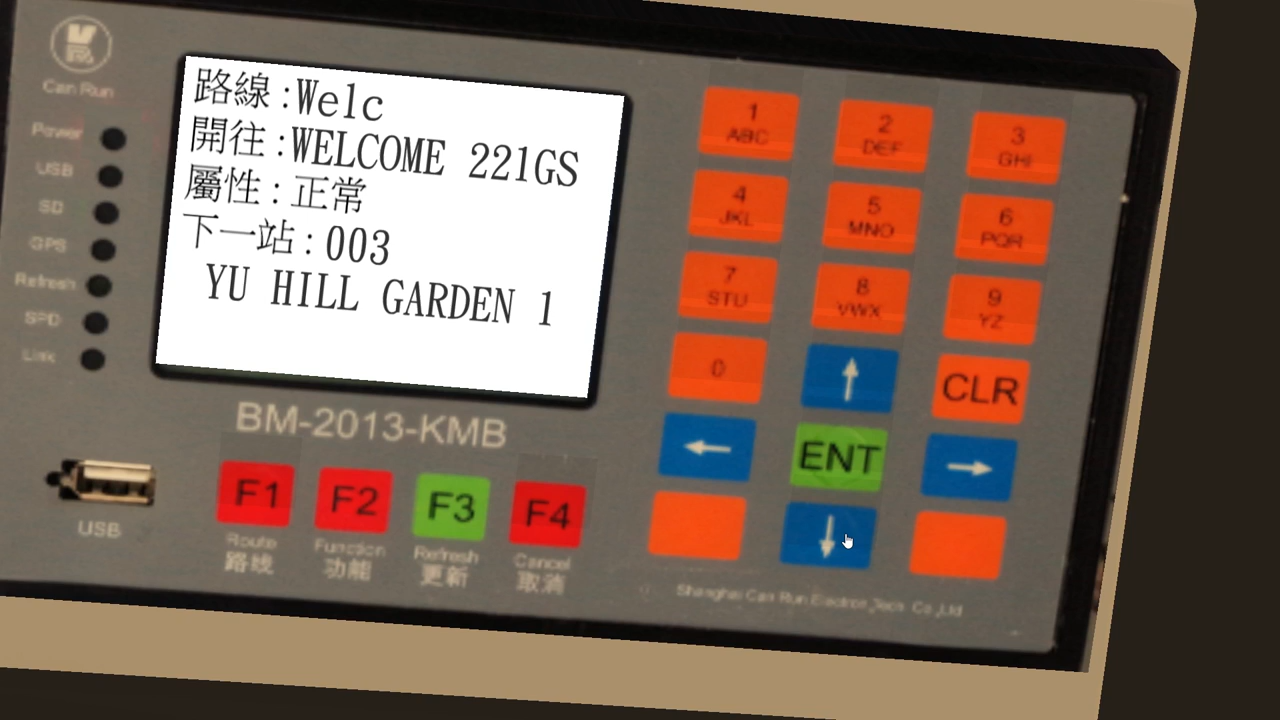 Can Run
路線:Welc
開往:WELCOME 221GS
屬性:正常
下一站:003
YU HILL GARDEN 1
Power
USB
SD
GPS
Refresh
SPD
Link
BM-2013-KMB
USB
F1
Route
路线
F2
Function
功能
F3
Refresh
更新
F4
Cancel
取消
1
ABC
2
DEF
3
GHI
4
JKL
5
MNO
6
PQR
7
STU
8
VWX
9
YZ
0
↑
CLR
←
ENT
→
↓
Shanghai Can Run Electron Tech Co.,Ltd